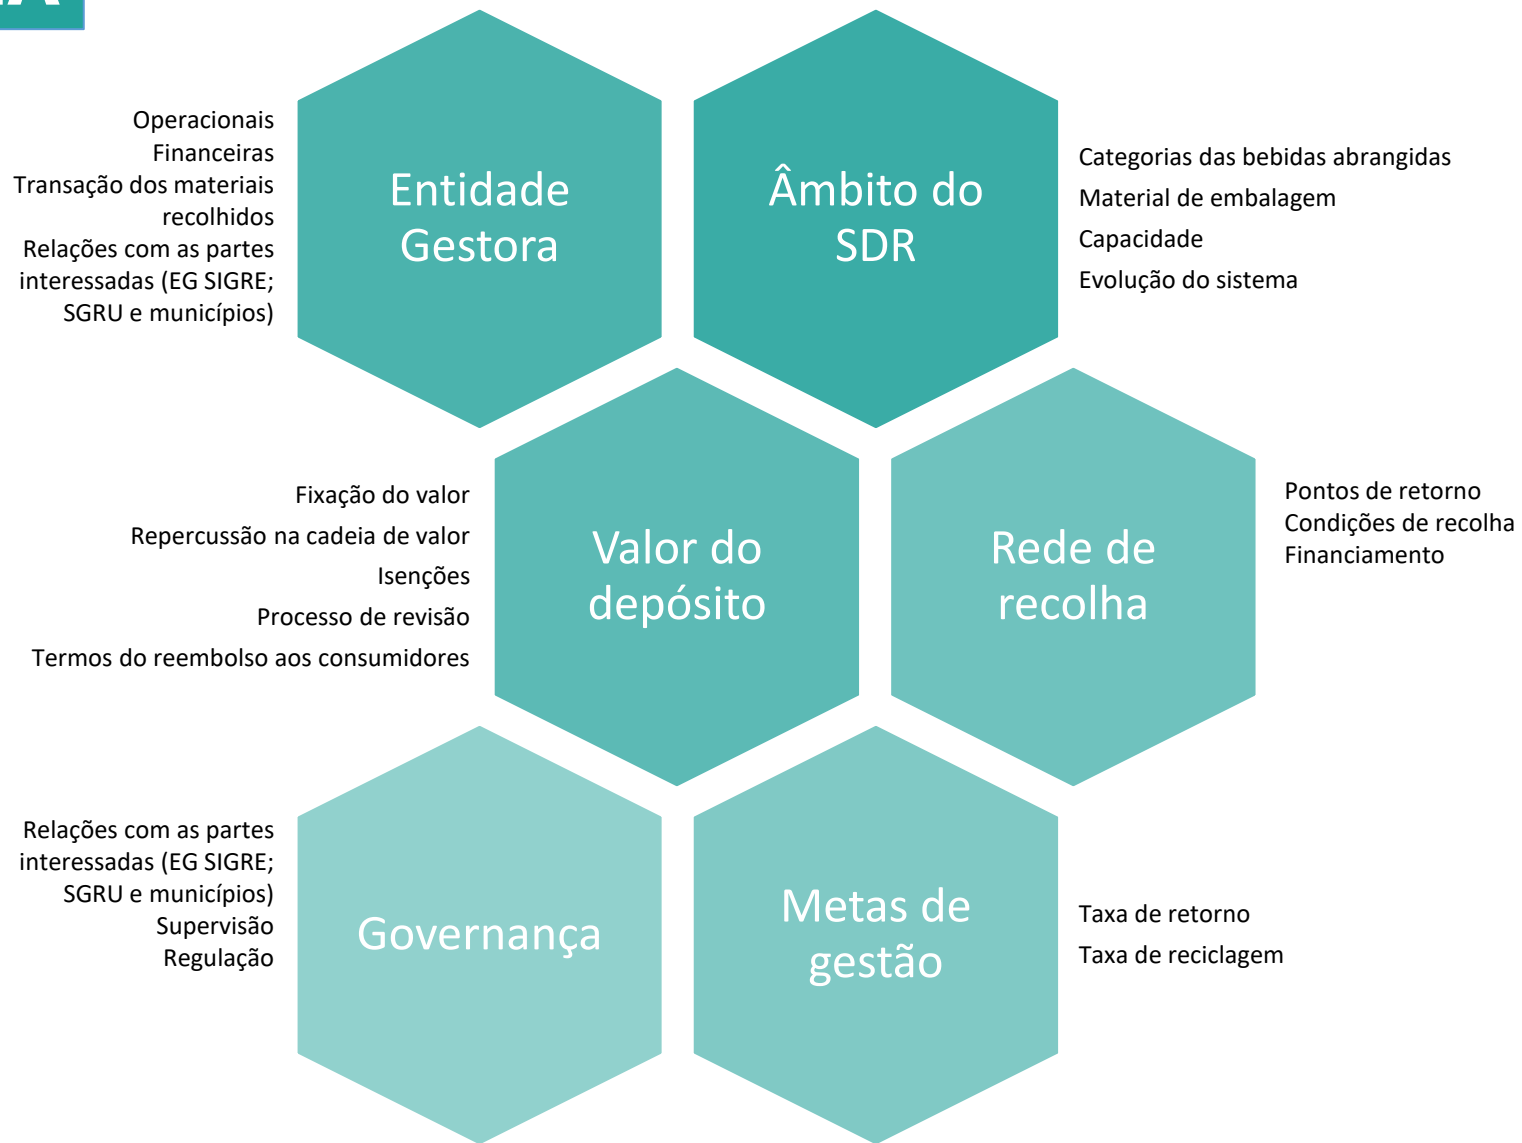 Operacionais
Financeiras
Transação dos materiais
recolhidos
Relações com as partes
interessadas (EG SIGRE;
SGRU e municípios)
Entidade
Gestora
Âmbito do
SDR
Categorias das bebidas abrangidas
Material de embalagem
Capacidade
Evolução do sistema
Fixação do valor
Repercussão na cadeia de valor
Isenções
Processo de revisão
Termos do reembolso aos consumidores
Valor do
depósito
Rede de
recolha
Pontos de retorno
Condições de recolha
Financiamento
Relações com as partes
interessadas (EG SIGRE;
SGRU e municípios)
Supervisão
Regulação
Governança
Metas de
gestão
Taxa de retorno
Taxa de reciclagem